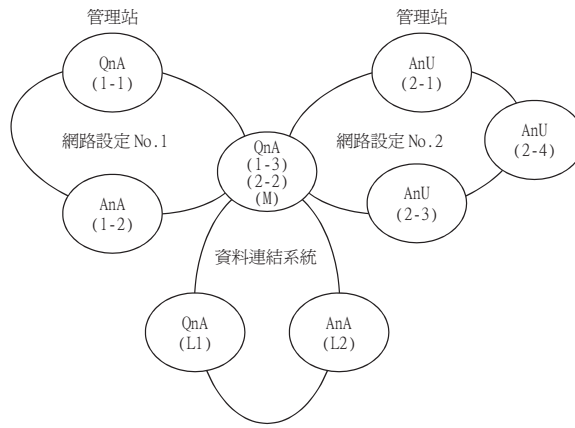 管理站
管理站
QnA
(1-1)
AnU
(2-1)
AnU
(2-4)
網路設定 No.1
網路設定 No.2
QnA
(1-3)
(2-2)
(M)
AnA
(1-2)
AnU
(2-3)
資料連結系統
QnA
(L1)
AnA
(L2)